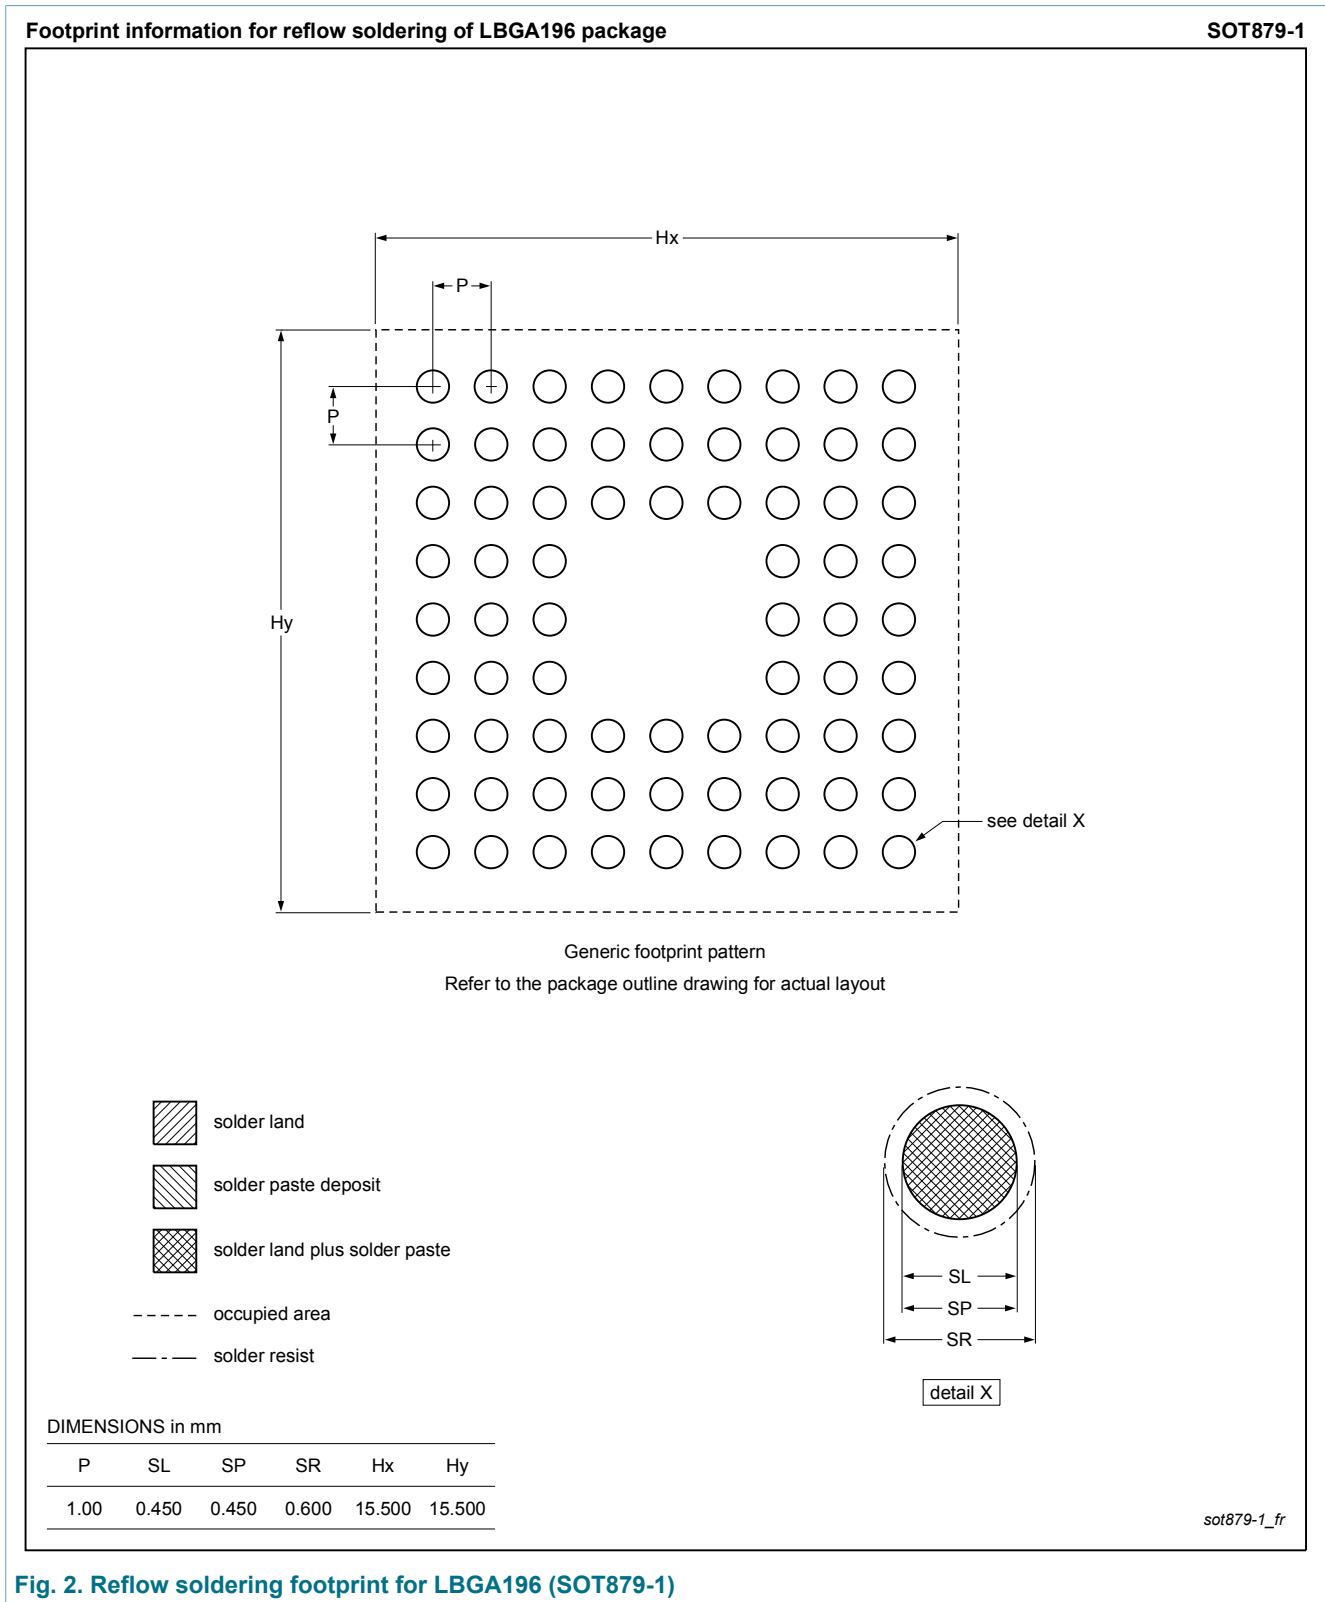 Footprint information for reflow soldering of LBGA196 package SOT879-1
Hx
P
P
Hy
see detail X
Generic footprint pattern
Refer to the package outline drawing for actual layout
solder land
solder paste deposit
solder land plus solder paste
occupied area
solder resist
SL
SP
SR
detail X
DIMENSIONS in mm
P SL SP SR Hx Hy
1.00 0.450 0.450 0.600 15.500 15.500
sot879-1_fr
Fig. 2. Reflow soldering footprint for LBGA196 (SOT879-1)